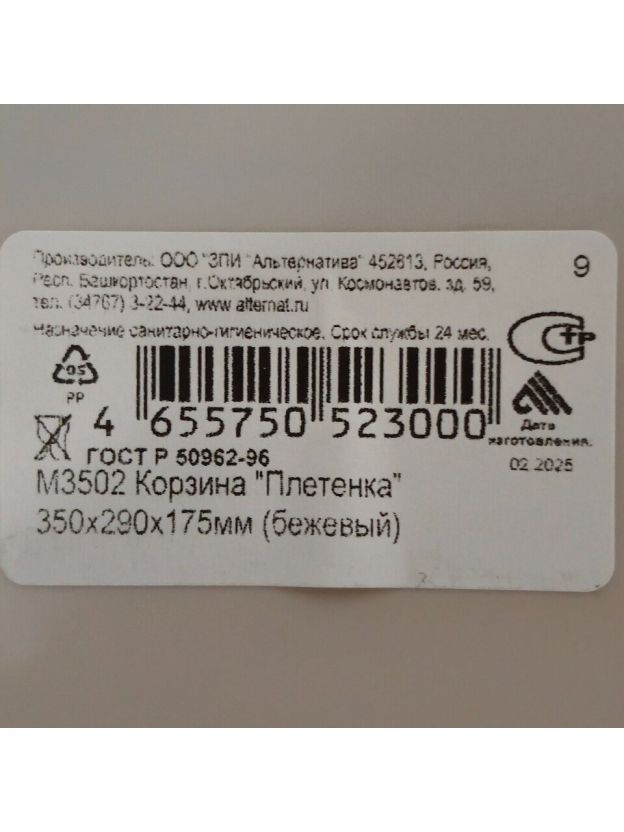 Производитель: ООО "ЗПИ "Альтернатива" 452613, Россия,
9
Респ. Башкортостан, г.Октябрьский, ул. Космонавтов, зд. 59,
тел. (34767) 3-22-44, www.alternat.ru
Назначение санитарно-гигиеническое. Срок службы 24 мес.
05
PP
4 655750 523000
Дата
изготовления:
ГОСТ Р 50962-96
02.2025
М3502 Корзина "Плетенка"
350х290х175мм (бежевый)